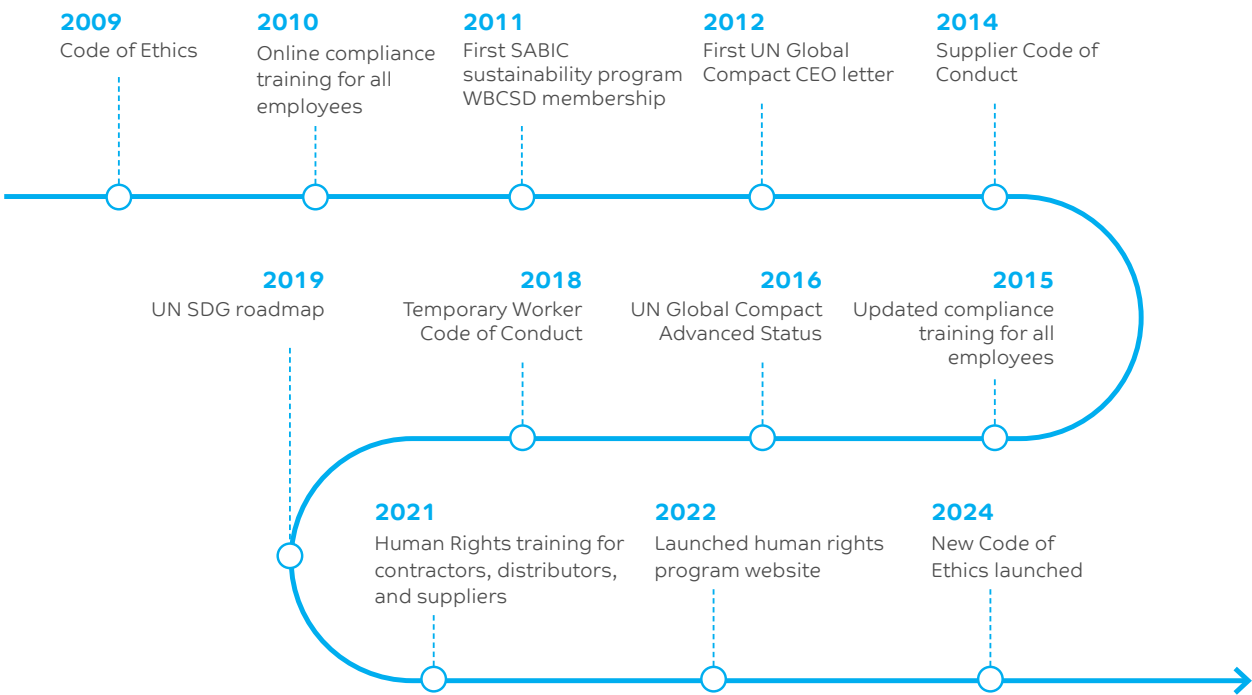 2009
Code of Ethics
2010
Online compliance
training for all
employees
2011
First SABIC
sustainability program
WBCSD membership
2012
First UN Global
Compact CEO letter
2014
Supplier Code of
Conduct
2015
Updated compliance
training for all
employees
2016
UN Global Compact
Advanced Status
2018
Temporary Worker
Code of Conduct
2019
UN SDG roadmap
2021
Human Rights training for
contractors, distributors,
and suppliers
2022
Launched human rights
program website
2024
New Code of
Ethics launched